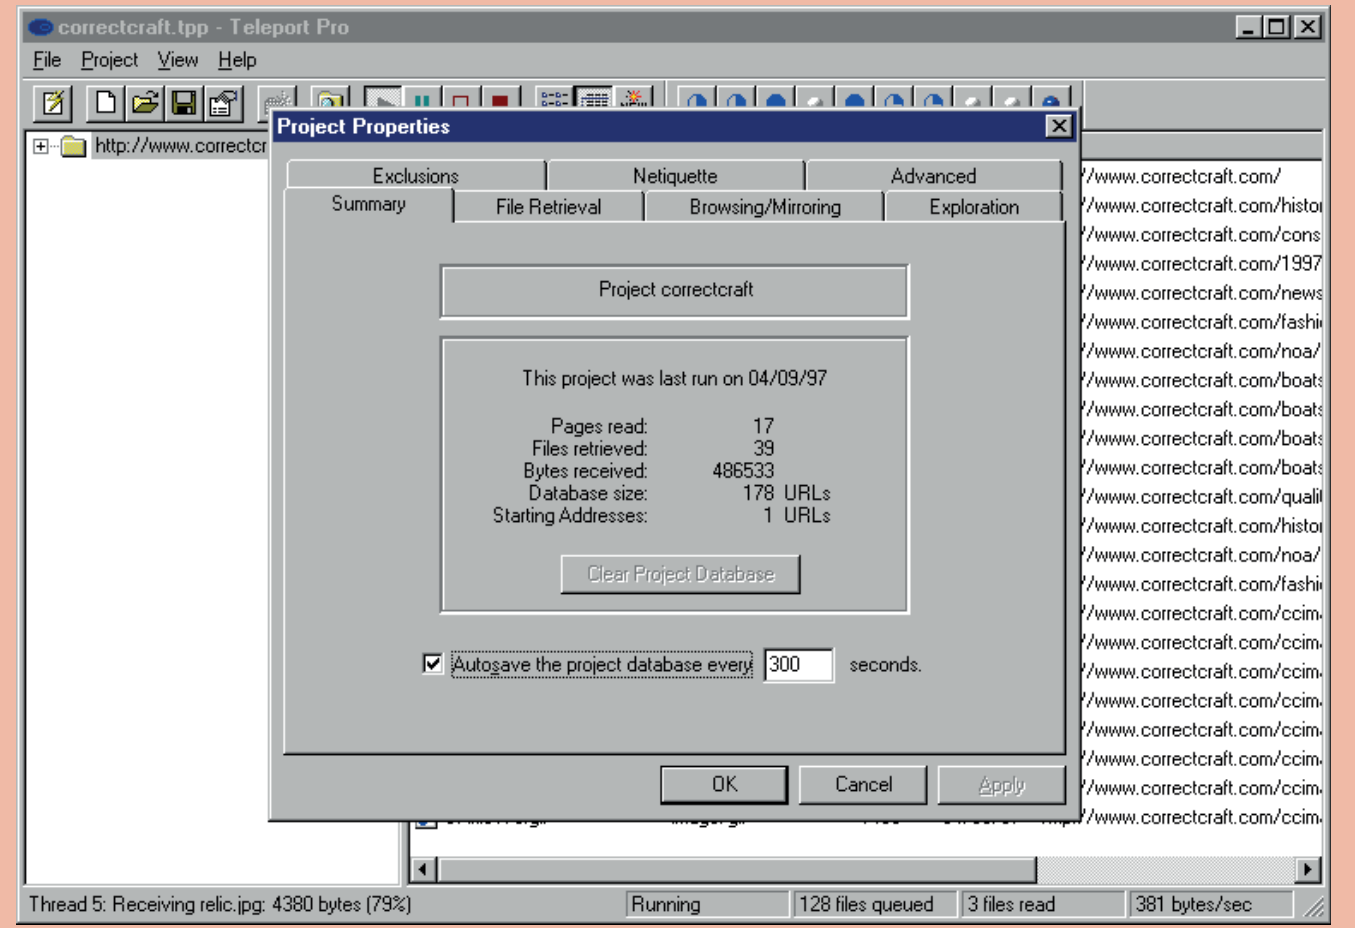 correctcraft.tpp - Teleport Pro
File Project View Help
http://www.correctcr
Project Properties
Exclusions Netiquette Advanced
Summary File Retrieval Browsing/Mirroring Exploration
Project correctcraft
This project was last run on 04/09/97
Pages read: 17
Files retrieved: 39
Bytes received: 486533
Database size: 178 URLs
Starting Addresses: 1 URLs
Clear Project Database
Autosave the project database every 300 seconds.
OK Cancel Apply
'/www.correctcraft.com/
'/www.correctcraft.com/histor
'/www.correctcraft.com/cons
'/www.correctcraft.com/1997
'/www.correctcraft.com/news
'/www.correctcraft.com/fashi
'/www.correctcraft.com/noa/
'/www.correctcraft.com/boats
'/www.correctcraft.com/boats
'/www.correctcraft.com/boats
'/www.correctcraft.com/boats
'/www.correctcraft.com/quali
'/www.correctcraft.com/histor
'/www.correctcraft.com/noa/
'/www.correctcraft.com/fashi
'/www.correctcraft.com/ccim
'/www.correctcraft.com/ccim
'/www.correctcraft.com/ccim
'/www.correctcraft.com/ccim
'/www.correctcraft.com/ccim
'/www.correctcraft.com/ccim
'/www.correctcraft.com/ccim
'/www.correctcraft.com/ccim
Thread 5: Receiving relic.jpg: 4380 bytes (79%) Running 128 files queued 3 files read 381 bytes/sec